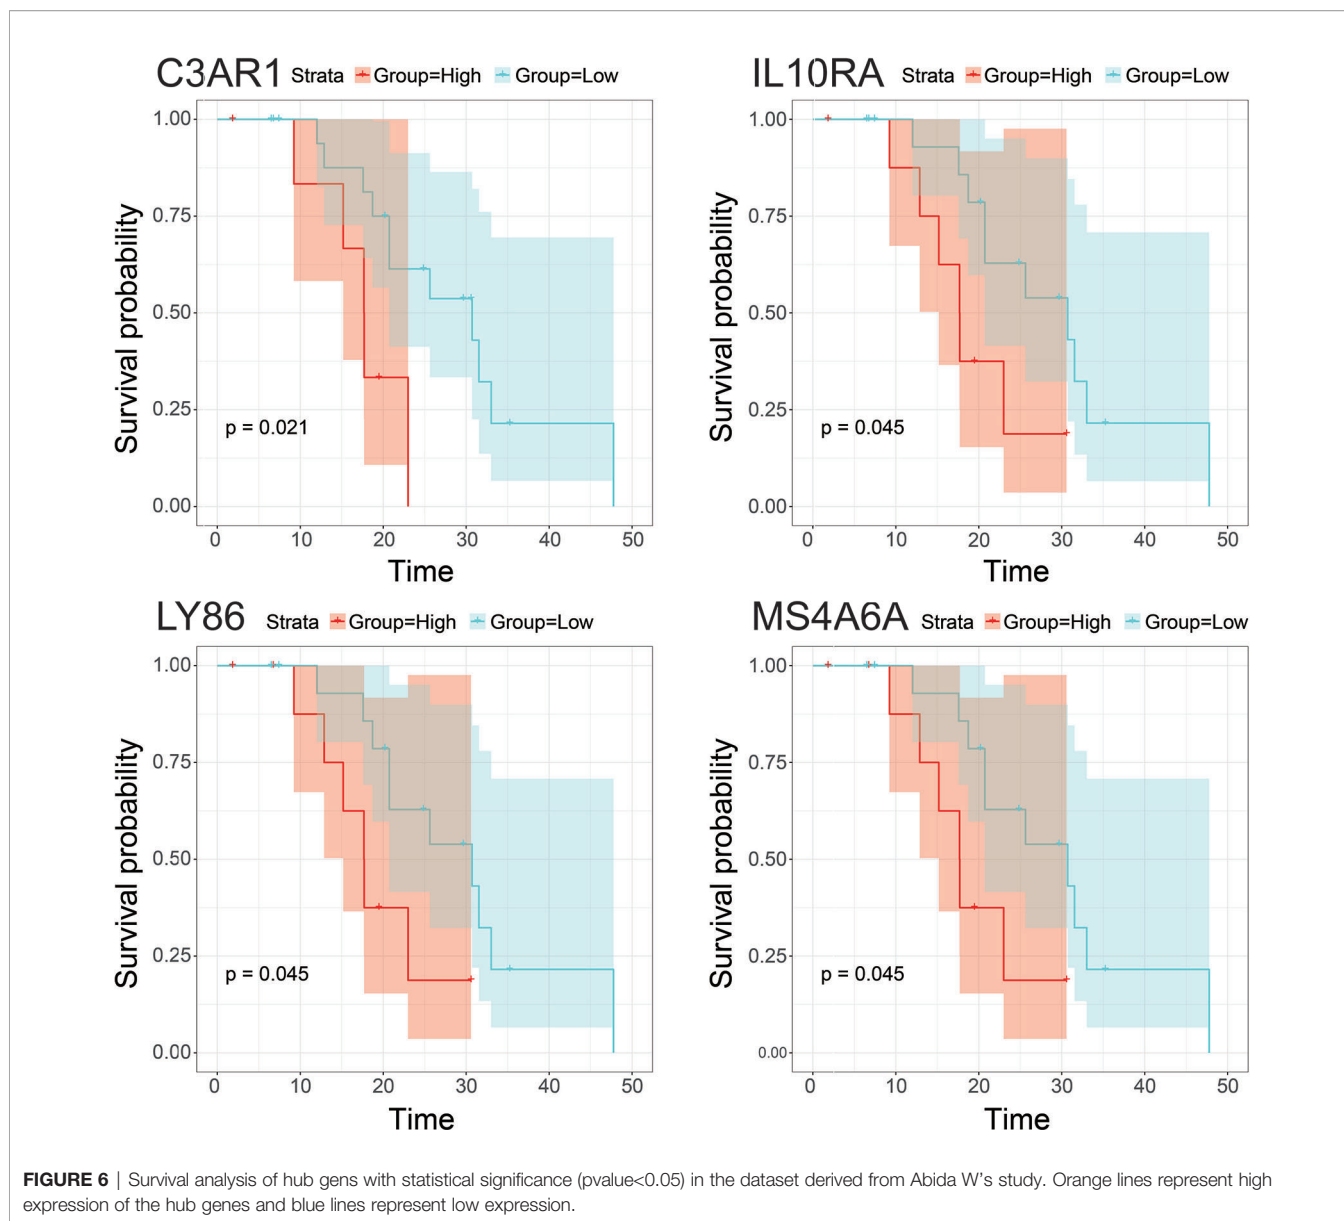 C3AR1 Strata Group=High Group=Low
1.00
0.75
0.50
0.25
0.00
Survival probability
p = 0.021
0 10 20 30 40 50
Time
IL10RA Strata Group=High Group=Low
1.00
0.75
0.50
0.25
0.00
Survival probability
p = 0.045
0 10 20 30 40 50
Time
LY86 Strata Group=High Group=Low
1.00
0.75
0.50
0.25
0.00
Survival probability
p = 0.045
0 10 20 30 40 50
Time
MS4A6A Strata Group=High Group=Low
1.00
0.75
0.50
0.25
0.00
Survival probability
p = 0.045
0 10 20 30 40 50
Time
FIGURE 6 | Survival analysis of hub gens with statistical significance (pvalue<0.05) in the dataset derived from Abida W's study. Orange lines represent high
expression of the hub genes and blue lines represent low expression.